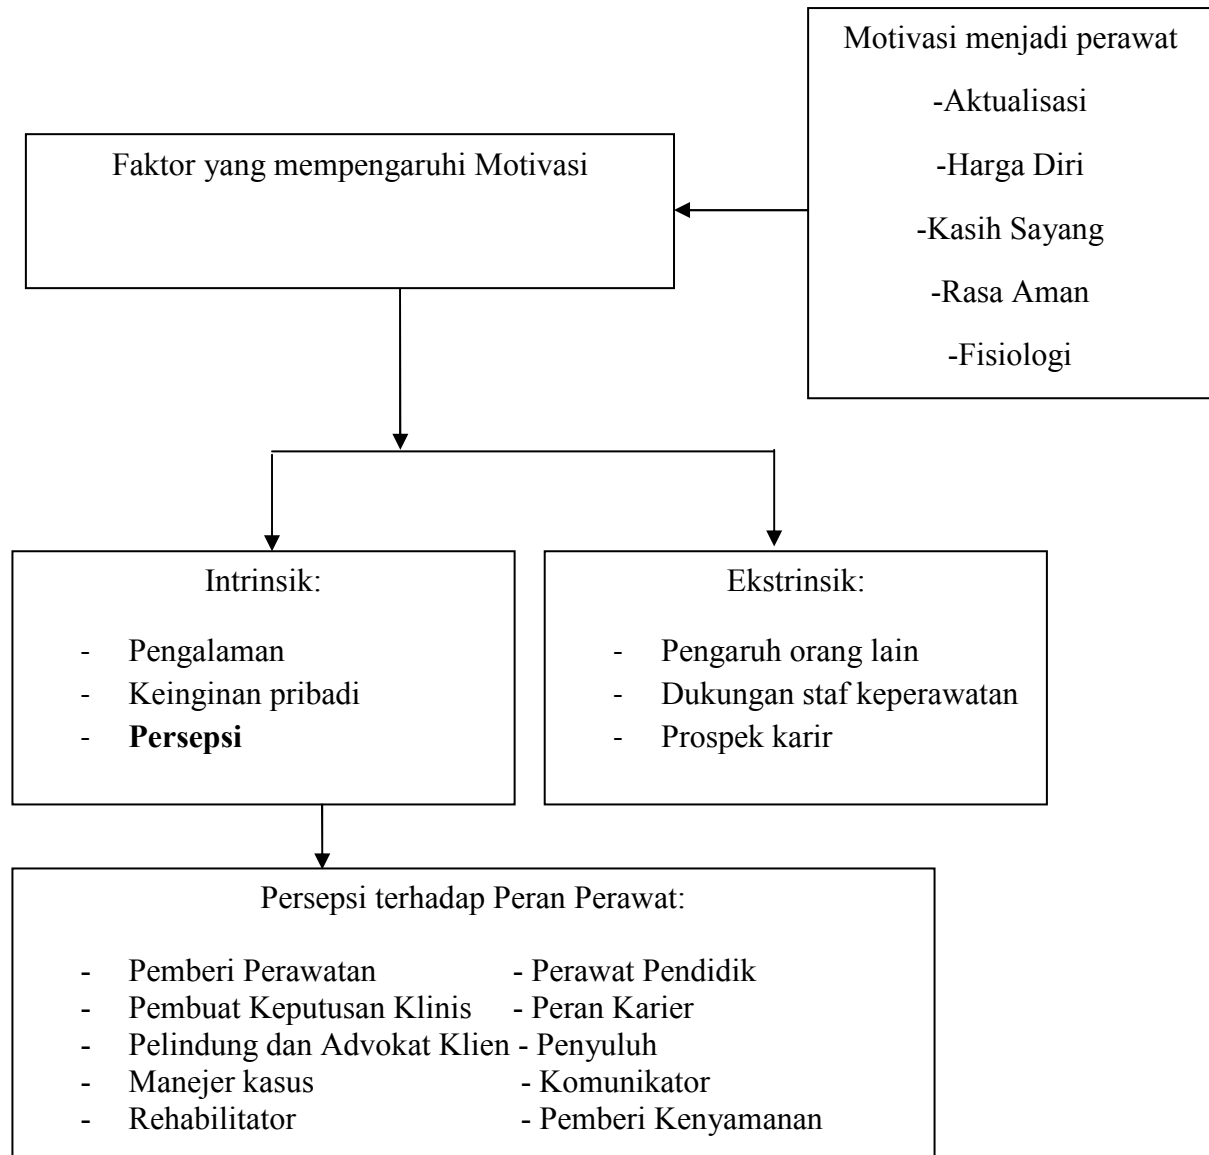 Motivasi menjadi perawat
-Aktualisasi
-Harga Diri
-Kasih Sayang
-Rasa Aman
-Fisiologi
Faktor yang mempengaruhi Motivasi
Intrinsik:
- Pengalaman
- Keinginan pribadi
- Persepsi
Ekstrinsik:
- Pengaruh orang lain
- Dukungan staf keperawatan
- Prospek karir
Persepsi terhadap Peran Perawat:
- Pemberi Perawatan - Perawat Pendidik
- Pembuat Keputusan Klinis - Peran Karier
- Pelindung dan Advokat Klien - Penyuluh
- Manejer kasus - Komunikator
- Rehabilitator - Pemberi Kenyamanan